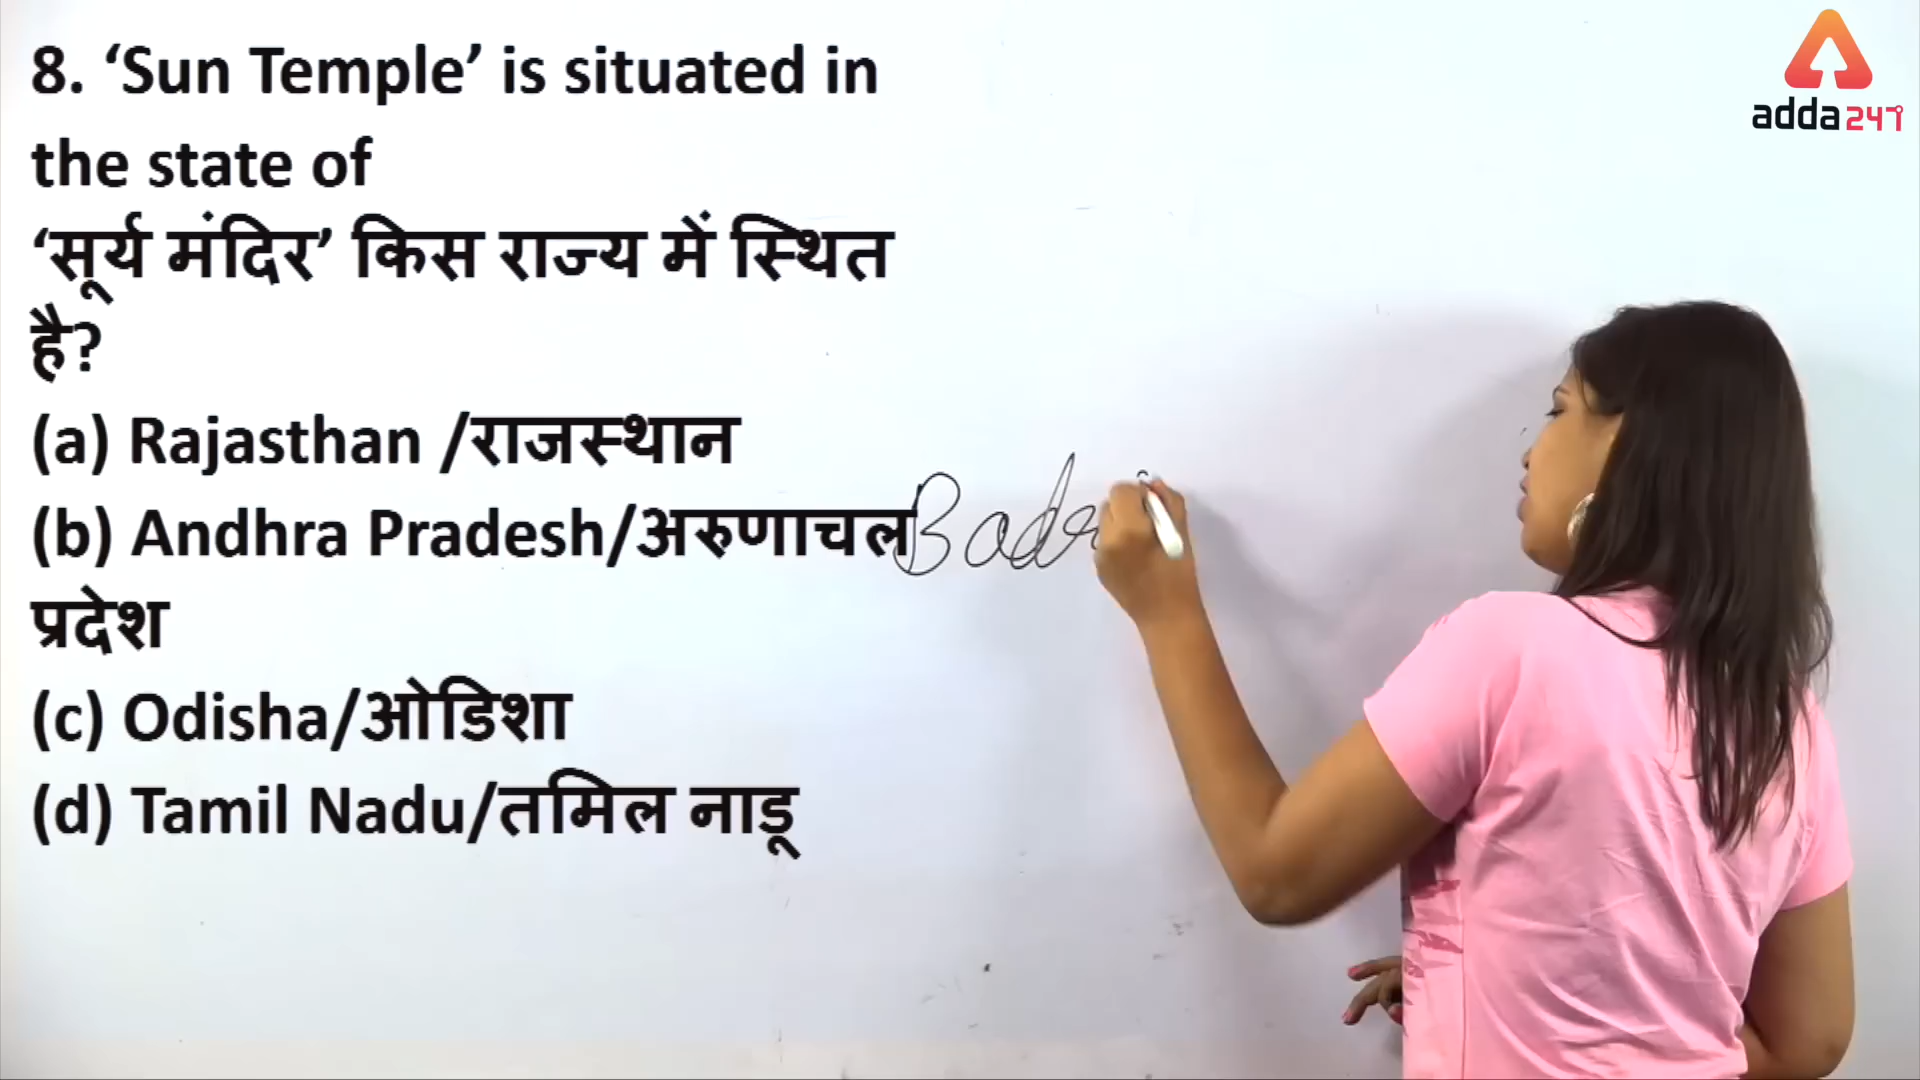 8. ‘Sun Temple’ is situated in
the state of
‘सूर्य मंदिर’ किस राज्य में स्थित
है?
(a) Rajasthan /राजस्थान
(b) Andhra Pradesh/अरुणाचल
प्रदेश
(c) Odisha/ओडिशा
(d) Tamil Nadu/तमिल नाडू
Badr
adda247